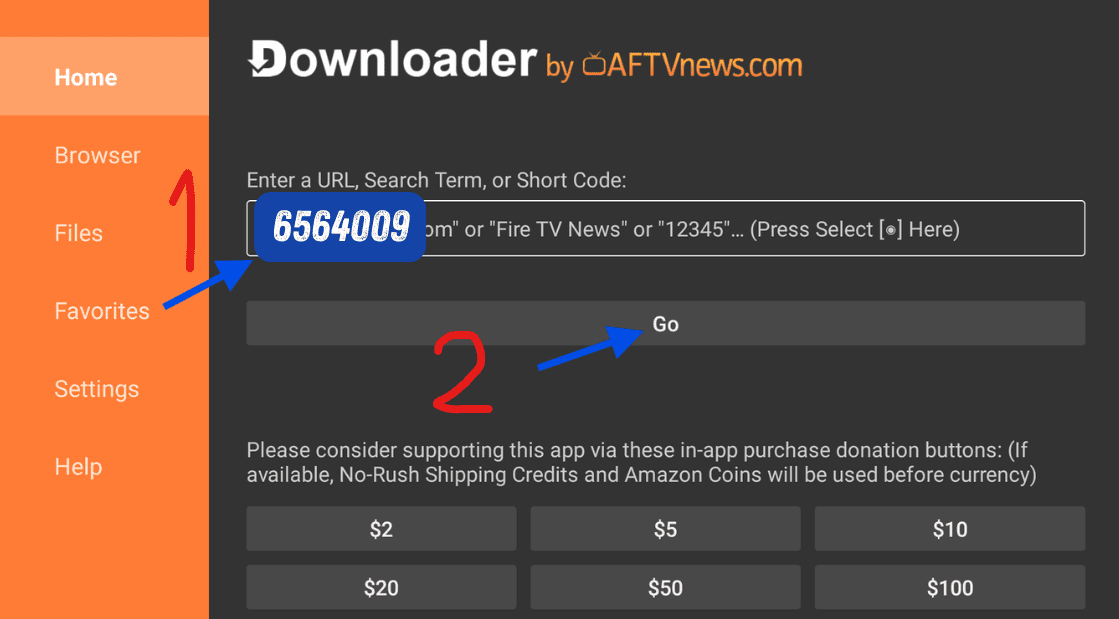 Downloader by AFTVnews.com
Home
Browser
Files
Favorites
Settings
Help
1
Enter a URL, Search Term, or Short Code:
6564009 om" or "Fire TV News" or "12345"... (Press Select [◉] Here)
Go
2
Please consider supporting this app via these in-app purchase donation buttons: (If
available, No-Rush Shipping Credits and Amazon Coins will be used before currency)
$2 $5 $10
$20 $50 $100